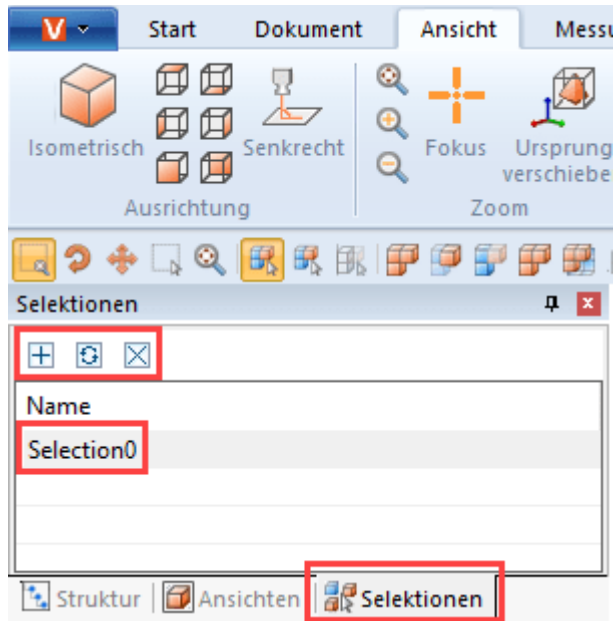 V Start Dokument Ansicht Messu
Isometrisch Senkrecht Fokus Ursprung
verschiebe
Ausrichtung Zoom
Selektionen
Name
Selection0
Struktur Ansichten Selektionen